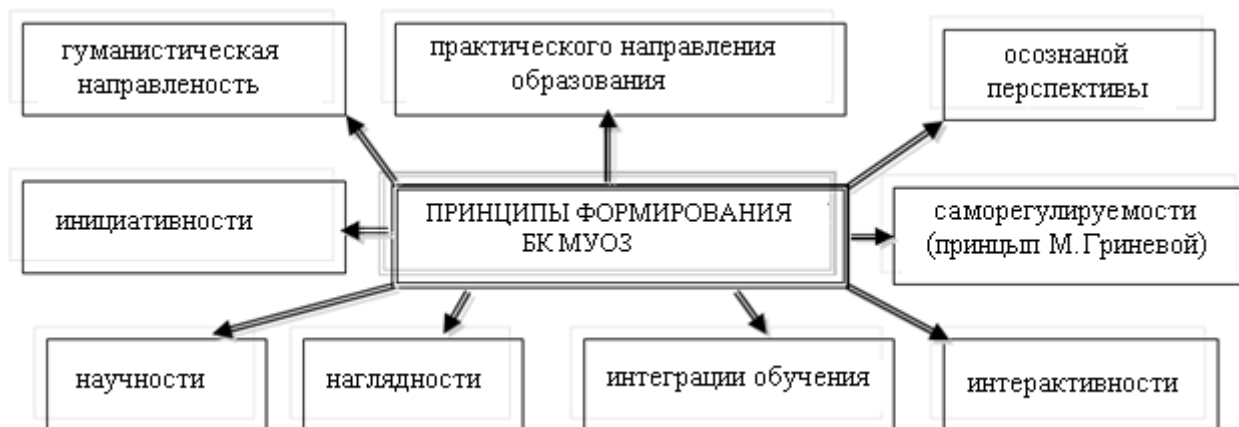 гуманистическая
направленость
практического направления
образования
осознаной
перспективы
инициативности
ПРИНЦИПЫ ФОРМИРОВАНИЯ
БК МУОЗ
саморегулируемости
(принцып М.Гриневой)
научности
наглядности
интеграции обучения
интерактивности